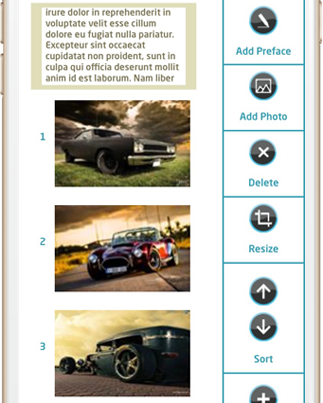 irure dolor in reprehenderit in
voluptate velit esse cillum
dolore eu fugiat nulla pariatur.
Excepteur sint occaecat
cupidatat non proident, sunt in
culpa qui officia deserunt mollit
anim id est laborum. Nam liber
1
2
3
Add Preface
Add Photo
Delete
Resize
Sort